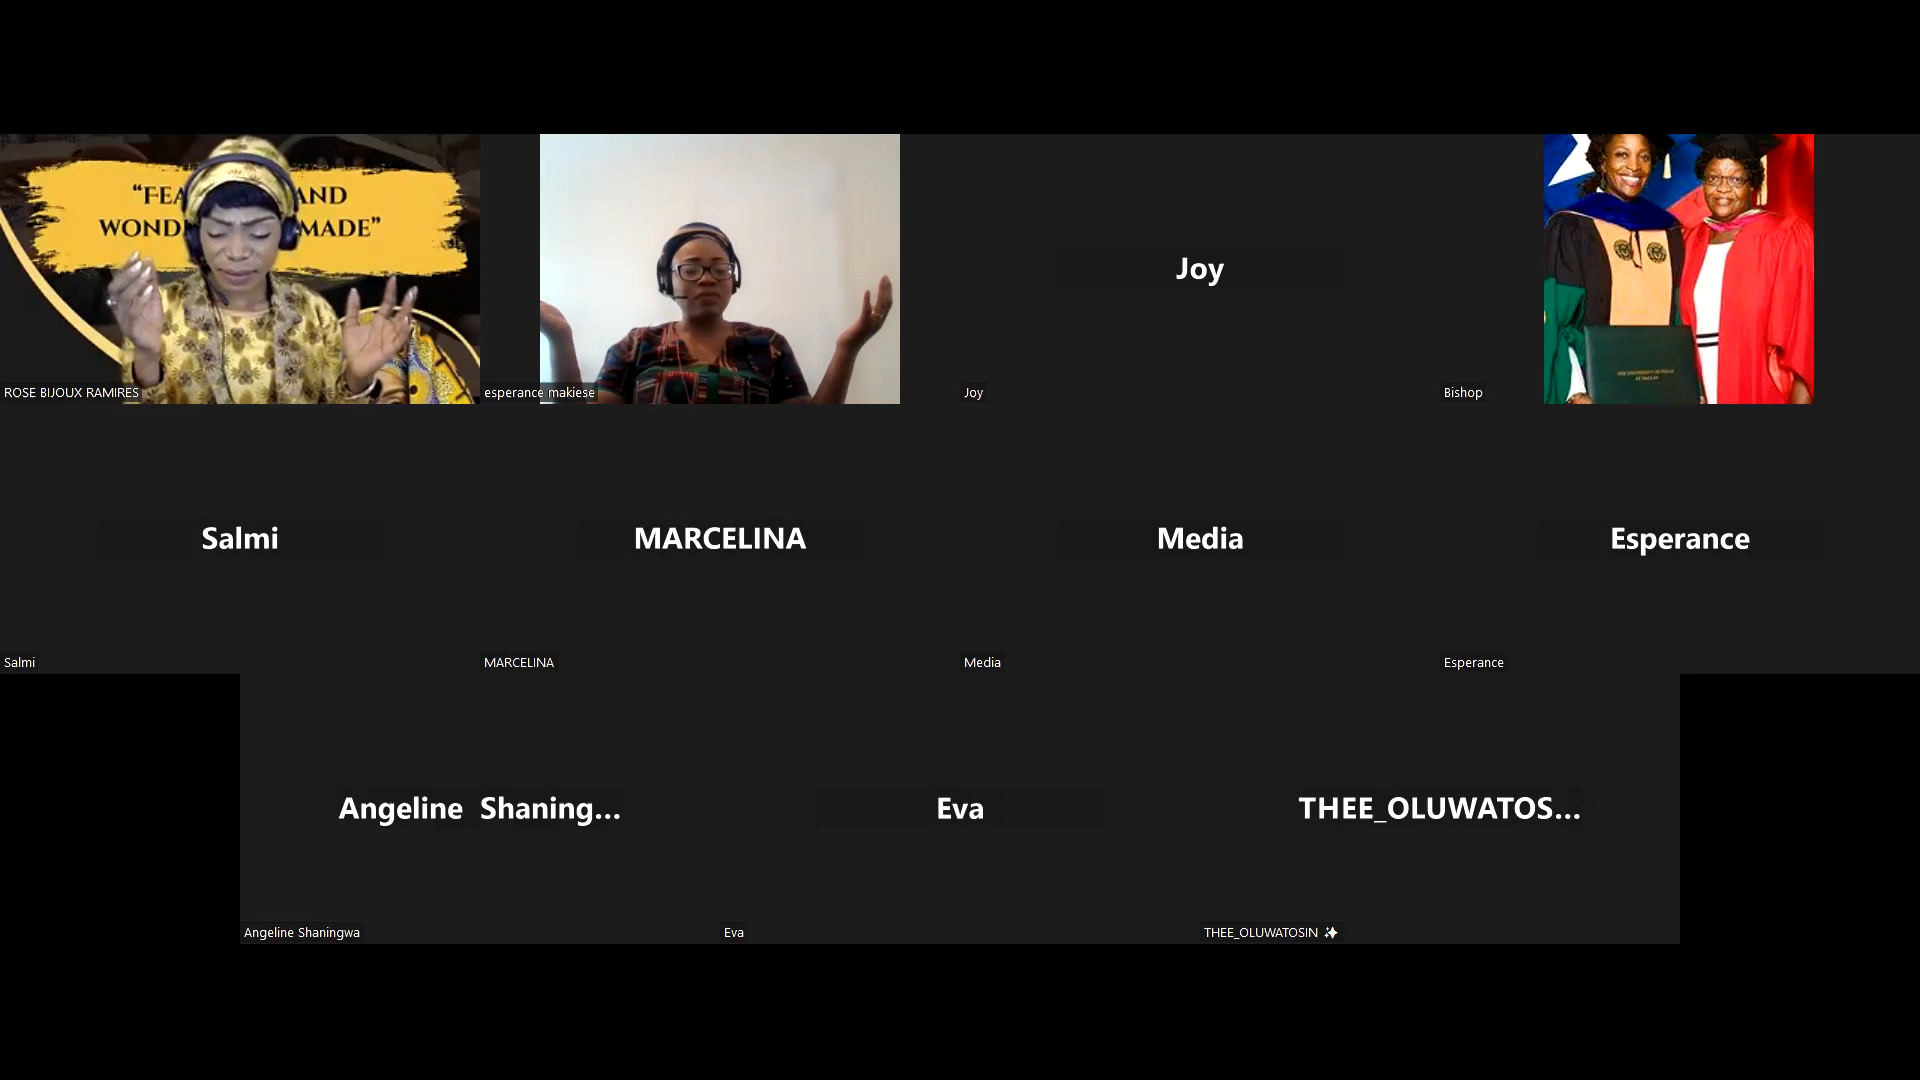 “FEA AND
WOND MADE”
ROSE BIJOUX RAMIRES
esperance makiese
Joy
Joy
Bishop
Salmi
MARCELINA
Media
Esperance
Salmi
MARCELINA
Media
Esperance
Angeline Shaning...
Eva
THEE_OLUWATOS...
Angeline Shaningwa
Eva
THEE_OLUWATOSIN ✨